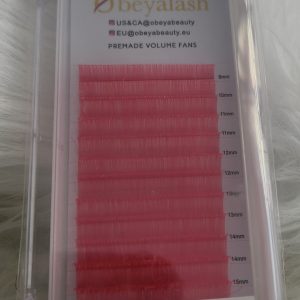 Obeyalash
US&CA@obeyabeauty
EU@obeyabeauty.eu
PREMADE VOLUME FANS
9mm
10mm
11mm
11mm
12mm
12mm
13mm
13mm
14mm
14mm
15mm